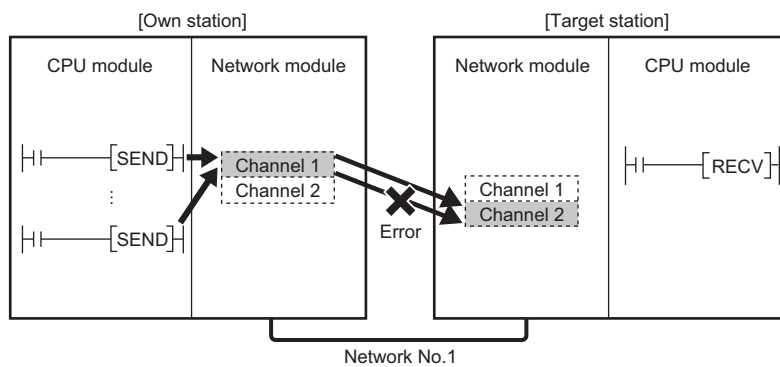 [Own station]
[Target station]
CPU module
Network module
Network module
CPU module
[SEND]
Channel 1
Channel 2
⋮
[SEND]
Error
Channel 1
Channel 2
[RECV]
Network No.1